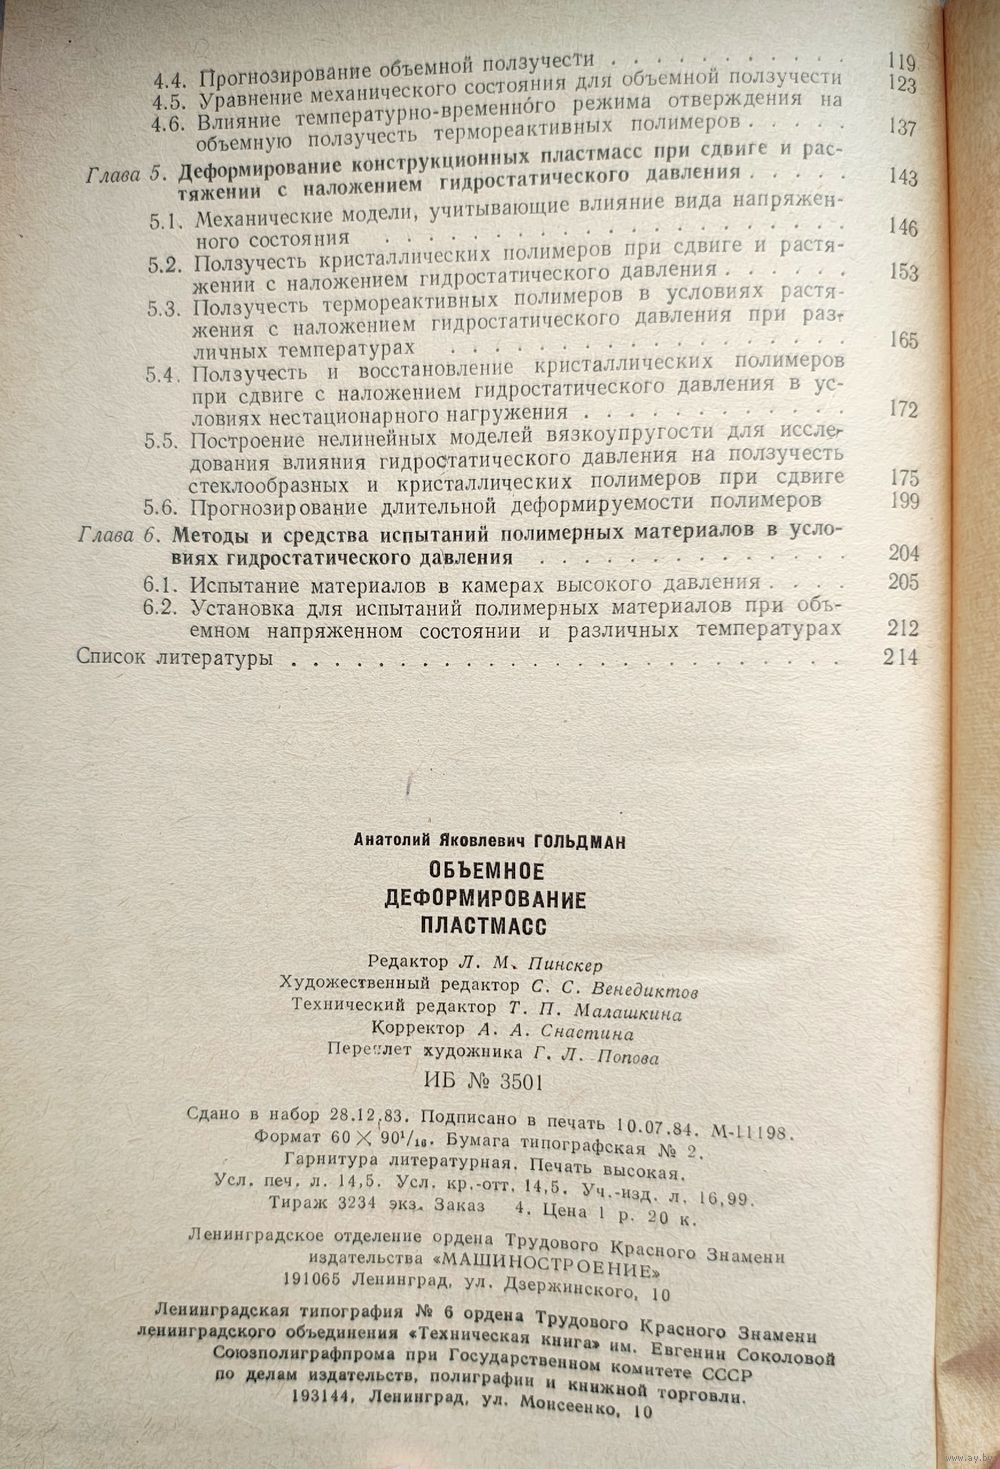 4.4. Прогнозирование объемной ползучести . . . . . . . . . . . 119
4.5. Уравнение механического состояния для объемной ползучести 123
4.6. Влияние температурно-временного режима отверждения на
объемную ползучесть термореактивных полимеров . . . . . 137
Глава 5. Деформирование конструкционных пластмасс при сдвиге и рас-
тяжении с наложением гидростатического давления . . . . . 143
5.1. Механические модели, учитывающие влияние вида напряжен-
ного состояния . . . . . . . . . . . . . . . . . . . 146
5.2. Ползучесть кристаллических полимеров при сдвиге и растя-
жении с наложением гидростатического давления . . . . . . 153
5.3. Ползучесть термореактивных полимеров в условиях растя-
жения с наложением гидростатического давления при раз-
личных температурах . . . . . . . . . . . . . . . 165
5.4. Ползучесть и восстановление кристаллических полимеров
при сдвиге с наложением гидростатического давления в ус-
ловиях нестационарного нагружения . . . . . . . . . . . . 172
5.5. Построение нелинейных моделей вязкоупругости для иссле-
дования влияния гидростатического давления на ползучесть
стеклообразных и кристаллических полимеров при сдвиге 175
5.6. Прогнозирование длительной деформируемости полимеров 199
Глава 6. Методы и средства испытаний полимерных материалов в усло-
виях гидростатического давления . . . . . . . . . . . . . 204
6.1. Испытание материалов в камерах высокого давления . . . . 205
6.2. Установка для испытаний полимерных материалов при объ-
емном напряженном состоянии и различных температурах 212
Список литературы . . . . . . . . . . . . . . . . . . . . . 214
Анатолий Яковлевич ГОЛЬДМАН
ОБЪЕМНОЕ
ДЕФОРМИРОВАНИЕ
ПЛАСТМАСС
Редактор Л. М. Пинскер
Художественный редактор С. С. Венедиктов
Технический редактор Т. П. Малашкина
Корректор А. А. Снастина
Переплет художника Г. Л. Попова
ИБ № 3501
Сдано в набор 28.12.83. Подписано в печать 10.07.84. М-11198.
Формат 60 × 90¹/₁₆. Бумага типографская № 2.
Гарнитура литературная. Печать высокая.
Усл. печ. л. 14,5. Усл. кр.-отт. 14,5. Уч.-изд. л. 16,99.
Тираж 3234 экз. Заказ 4. Цена 1 р. 20 к.
Ленинградское отделение ордена Трудового Красного Знамени
издательства «МАШИНОСТРОЕНИЕ»
191065 Ленинград, ул. Дзержинского, 10
Ленинградская типография № 6 ордена Трудового Красного Знамени
ленинградского объединения «Техническая книга» им. Евгении Соколовой
Союзполиграфпрома при Государственном комитете СССР
по делам издательств, полиграфии и книжной торговли.
193144, Ленинград, ул. Моисеенко, 10
www.ay.by